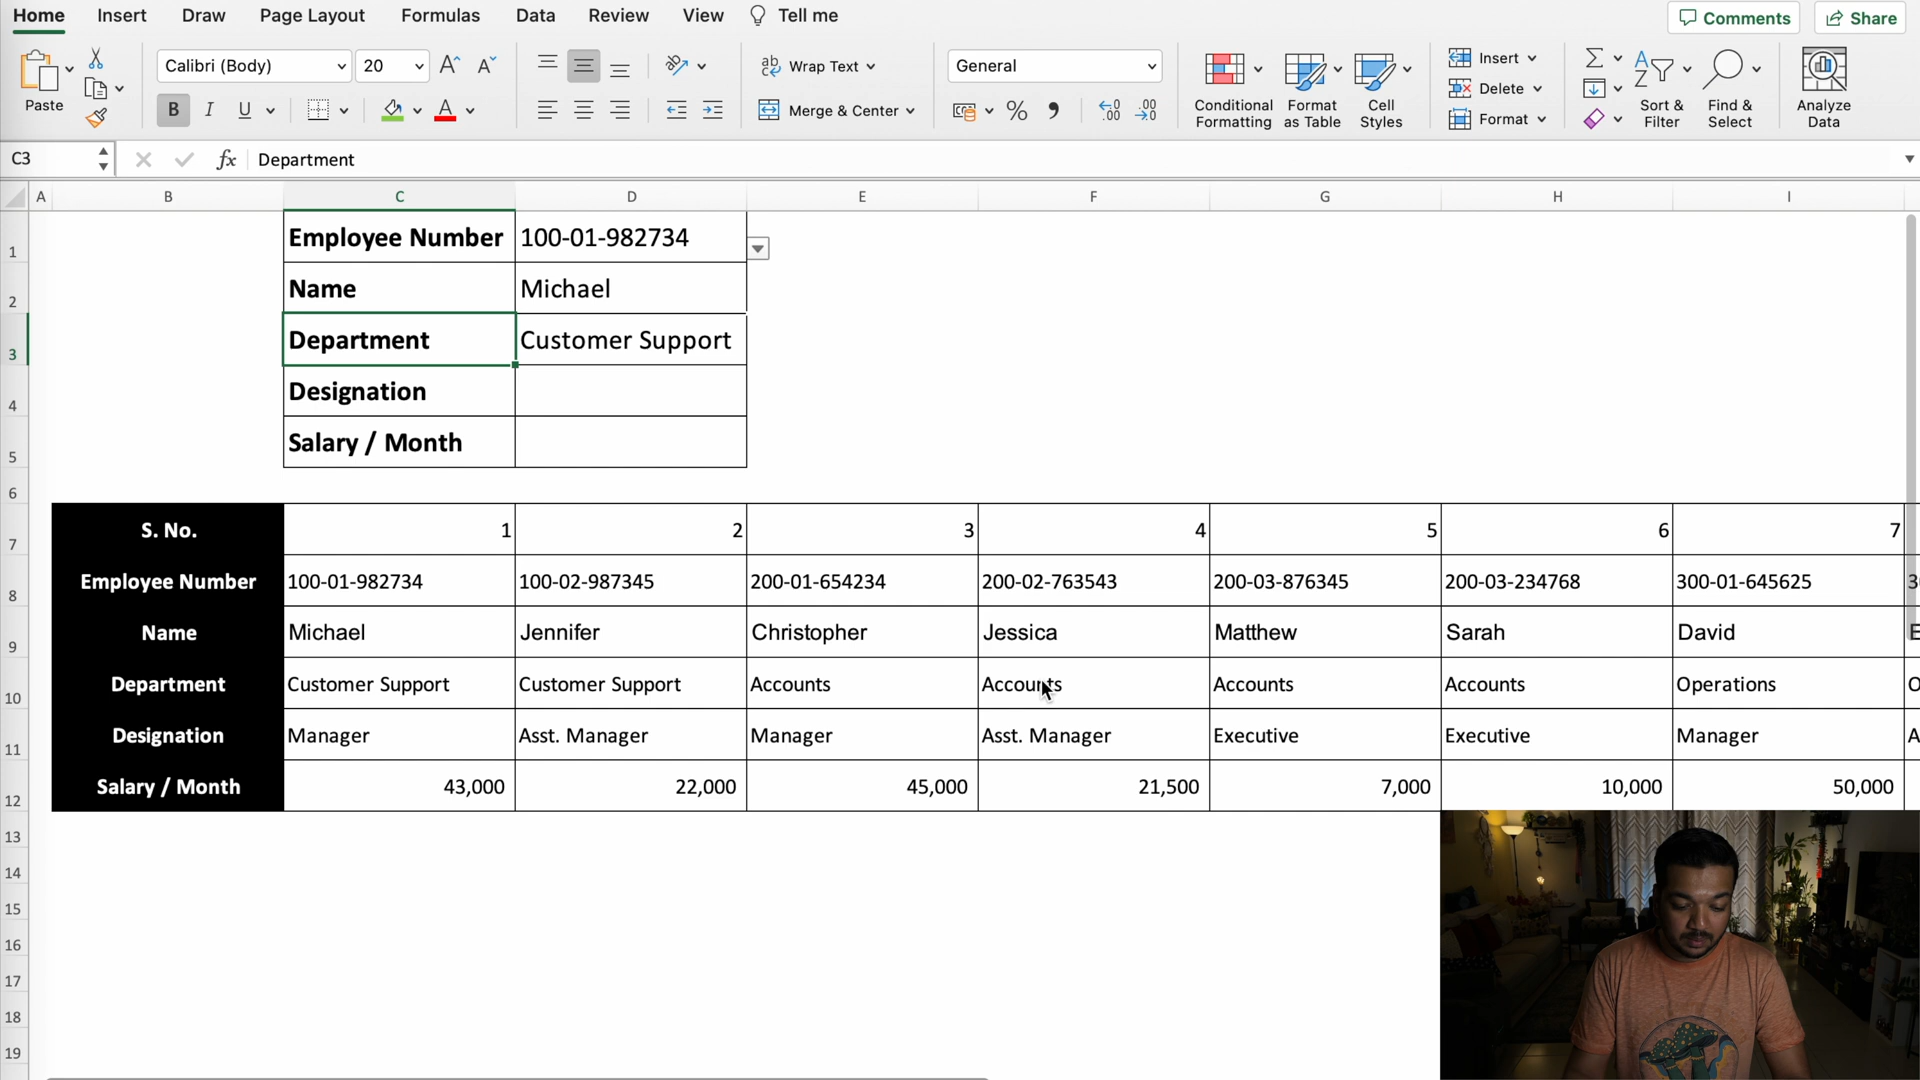 Home Insert Draw Page Layout Formulas Data Review View Tell me Comments Share
Paste Calibri (Body) 20 A A Wrap Text General Conditional Formatting Format as Table Cell Styles Insert Sort & Filter Find & Select Analyze Data
Delete
B I U A Merge & Center % Format
C3 fx Department
A B C D E F G H I
1 Employee Number 100-01-982734
2 Name Michael
3 Department Customer Support
4 Designation
5 Salary / Month
6
7 S. No. 1 2 3 4 5 6 7
8 Employee Number 100-01-982734 100-02-987345 200-01-654234 200-02-763543 200-03-876345 200-03-234768 300-01-645625
9 Name Michael Jennifer Christopher Jessica Matthew Sarah David
10 Department Customer Support Customer Support Accounts Accounts Accounts Accounts Operations
11 Designation Manager Asst. Manager Manager Asst. Manager Executive Executive Manager
12 Salary / Month 43,000 22,000 45,000 21,500 7,000 10,000 50,000
13
14
15
16
17
18
19